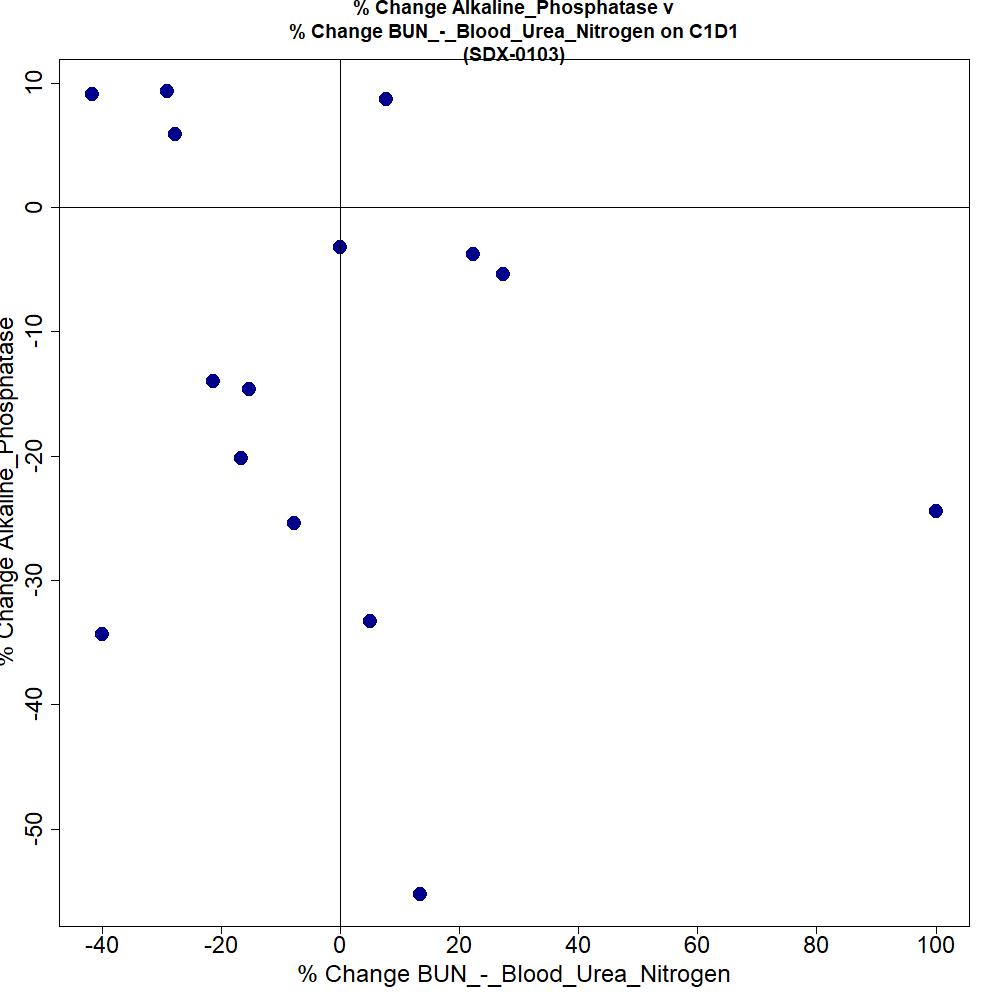 % Change Alkaline_Phosphatase v
% Change BUN_-_Blood_Urea_Nitrogen on C1D1
(SDX-0103)
% Change Alkaline_Phosphatase
10
0
-10
-20
-30
-40
-50
-40 -20 0 20 40 60 80 100
% Change BUN_-_Blood_Urea_Nitrogen